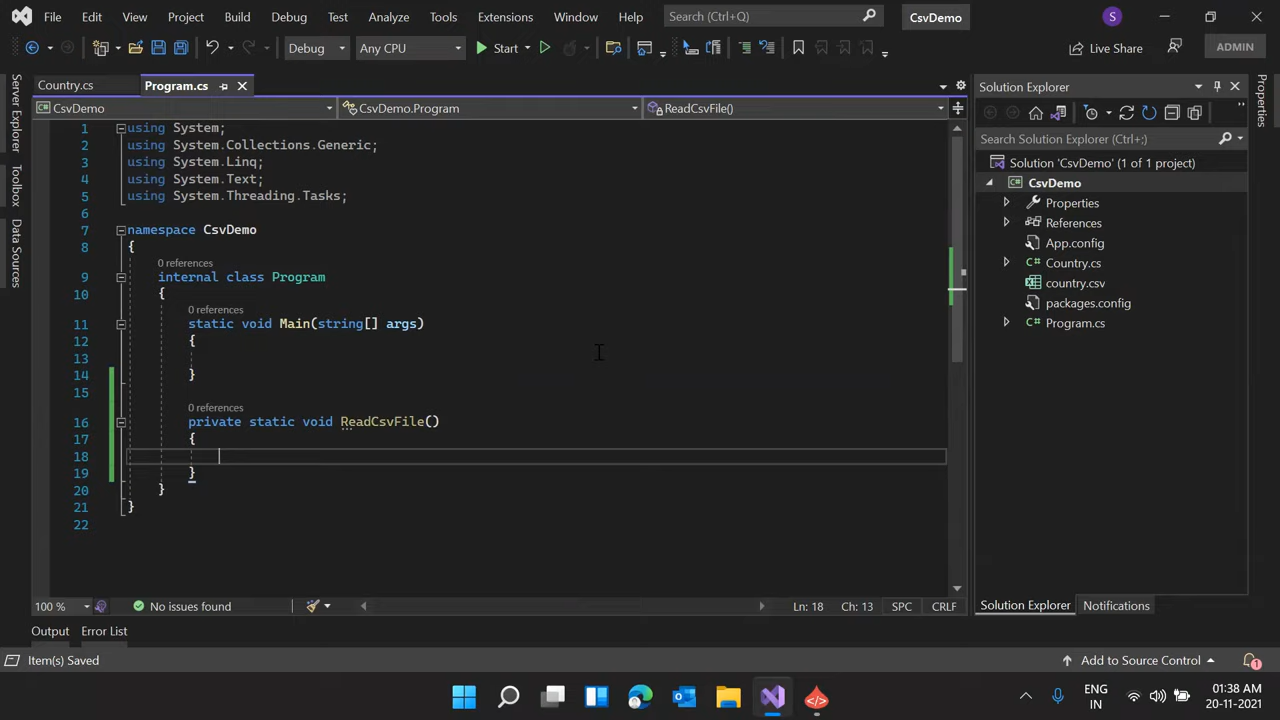 File Edit View Project Build Debug Test Analyze Tools Extensions Window Help Search (Ctrl+Q) CsvDemo S
Debug Any CPU Start Live Share ADMIN
Country.cs Program.cs
CsvDemo CsvDemo.Program ReadCsvFile()
1 using System;
2 using System.Collections.Generic;
3 using System.Linq;
4 using System.Text;
5 using System.Threading.Tasks;
6
7 namespace CsvDemo
8 {
0 references
9 internal class Program
10 {
0 references
11 static void Main(string[] args)
12 {
13
14 }
15
0 references
16 private static void ReadCsvFile()
17 {
18
19 }
20 }
21 }
22
100 % No issues found Ln: 18 Ch: 13 SPC CRLF
Server Explorer
Toolbox
Data Sources
Solution Explorer
Search Solution Explorer (Ctrl+;)
Solution 'CsvDemo' (1 of 1 project)
CsvDemo
Properties
References
App.config
Country.cs
country.csv
packages.config
Program.cs
Solution Explorer Notifications
Properties
Output Error List
Item(s) Saved Add to Source Control 1
ENG 01:38 AM
IN 20-11-2021